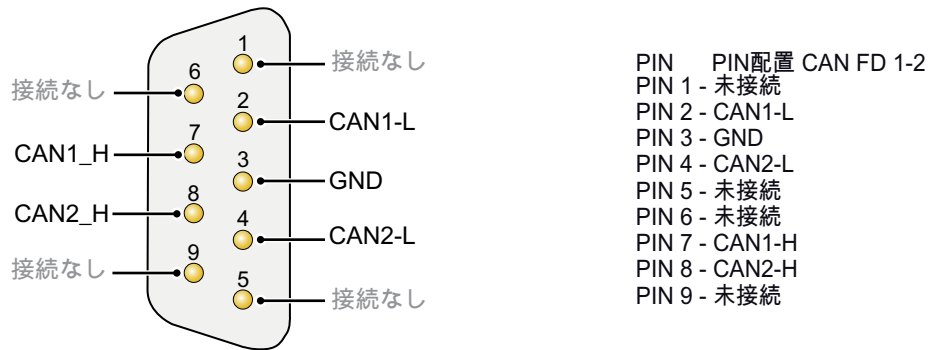 1
接続なし
6
接続なし
2
CAN1-L
7
CAN1_H
3
GND
8
CAN2_H
4
CAN2-L
9
接続なし
5
接続なし
PIN PIN配置 CAN FD 1-2
PIN 1 - 未接続
PIN 2 - CAN1-L
PIN 3 - GND
PIN 4 - CAN2-L
PIN 5 - 未接続
PIN 6 - 未接続
PIN 7 - CAN1-H
PIN 8 - CAN2-H
PIN 9 - 未接続